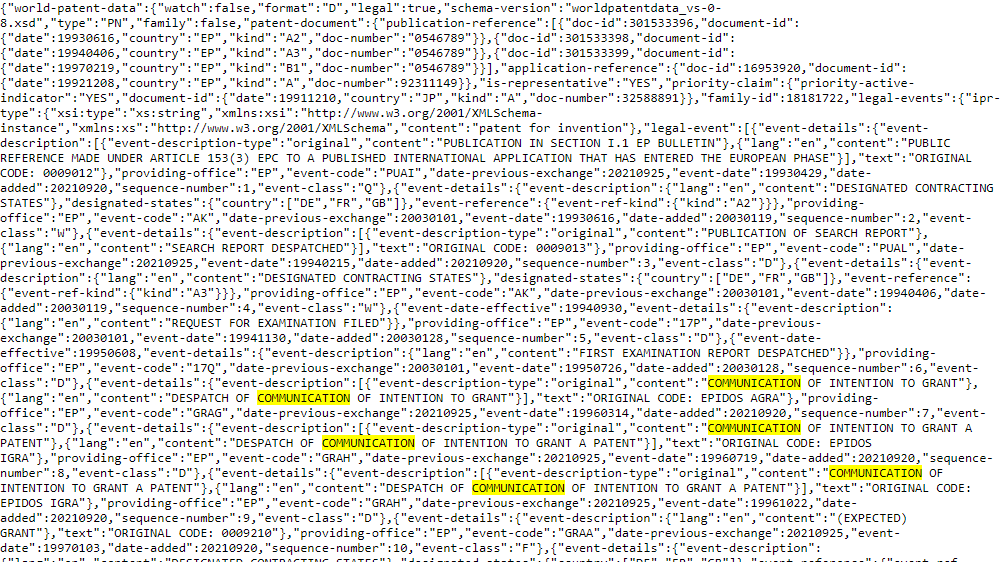 {"world-patent-data":{"watch":false,"format":"D","legal":true,"schema-version":"worldpatentdata_vs-0-
8.xsd","type":"PN","family":false,"patent-document":{"publication-reference":[{"doc-id":301533396,"document-id":
{"date":19930616,"country":"EP","kind":"A2","doc-number":"0546789"}},{"doc-id":301533398,"document-id":
{"date":19940406,"country":"EP","kind":"A3","doc-number":"0546789"}},{"doc-id":301533399,"document-id":
{"date":19970219,"country":"EP","kind":"B1","doc-number":"0546789"}}],"application-reference":{"doc-id":16953920,"document-id":
{"date":19921208,"country":"EP","kind":"A","doc-number":92311149}},"is-representative":"YES","priority-claim":{"priority-active-
indicator":"YES","document-id":{"date":19911210,"country":"JP","kind":"A","doc-number":32588891}},"family-id":18181722,"legal-events":{"ipr-
type":{"xsi:type":"xs:string","xmlns:xsi":"http://www.w3.org/2001/XMLSchema-
instance","xmlns:xs":"http://www.w3.org/2001/XMLSchema","content":"patent for invention"},"legal-event":[{"event-details":{"event-
description":[{"event-description-type":"original","content":"PUBLICATION IN SECTION I.1 EP BULLETIN"},{"lang":"en","content":"PUBLIC
REFERENCE MADE UNDER ARTICLE 153(3) EPC TO A PUBLISHED INTERNATIONAL APPLICATION THAT HAS ENTERED THE EUROPEAN PHASE"}],"text":"ORIGINAL
CODE: 0009012"},"providing-office":"EP","event-code":"PUAI","date-previous-exchange":20210925,"event-date":19930429,"date-
added":20210920,"sequence-number":1,"event-class":"Q"},{"event-details":{"event-description":{"lang":"en","content":"DESIGNATED CONTRACTING
STATES"},"designated-states":{"country":["DE","FR","GB"]},"event-reference":{"event-ref-kind":{"kind":"A2"}}},"providing-
office":"EP","event-code":"AK","date-previous-exchange":20030101,"event-date":19930616,"date-added":20030119,"sequence-number":2,"event-
class":"W"},{"event-details":{"event-description":[{"event-description-type":"original","content":"PUBLICATION OF SEARCH REPORT"},
{"lang":"en","content":"SEARCH REPORT DESPATCHED"}],"text":"ORIGINAL CODE: 0009013"},"providing-office":"EP","event-code":"PUAL","date-
previous-exchange":20210925,"event-date":19940215,"date-added":20210920,"sequence-number":3,"event-class":"D"},{"event-details":{"event-
description":{"lang":"en","content":"DESIGNATED CONTRACTING STATES"},"designated-states":{"country":["DE","FR","GB"]},"event-reference":
{"event-ref-kind":{"kind":"A3"}}},"providing-office":"EP","event-code":"AK","date-previous-exchange":20030101,"event-date":19940406,"date-
added":20030119,"sequence-number":4,"event-class":"W"},{"event-date-effective":19940930,"event-details":{"event-description":
{"lang":"en","content":"REQUEST FOR EXAMINATION FILED"}},"providing-office":"EP","event-code":"17P","date-previous-
exchange":20030101,"event-date":19941130,"date-added":20030128,"sequence-number":5,"event-class":"D"},{"event-date-
effective":19950608,"event-details":{"event-description":{"lang":"en","content":"FIRST EXAMINATION REPORT DESPATCHED"}},"providing-
office":"EP","event-code":"17Q","date-previous-exchange":20030101,"event-date":19950726,"date-added":20030128,"sequence-number":6,"event-
class":"D"},{"event-details":{"event-description":[{"event-description-type":"original","content":"COMMUNICATION OF INTENTION TO GRANT"},
{"lang":"en","content":"DESPATCH OF COMMUNICATION OF INTENTION TO GRANT"}],"text":"ORIGINAL CODE: EPIDOS AGRA"},"providing-
office":"EP","event-code":"GRAG","date-previous-exchange":20210925,"event-date":19960314,"date-added":20210920,"sequence-number":7,"event-
class":"D"},{"event-details":{"event-description":[{"event-description-type":"original","content":"COMMUNICATION OF INTENTION TO GRANT A
PATENT"},{"lang":"en","content":"DESPATCH OF COMMUNICATION OF INTENTION TO GRANT A PATENT"}],"text":"ORIGINAL CODE: EPIDOS
IGRA"},"providing-office":"EP","event-code":"GRAH","date-previous-exchange":20210925,"event-date":19960719,"date-added":20210920,"sequence-
number":8,"event-class":"D"},{"event-details":{"event-description":[{"event-description-type":"original","content":"COMMUNICATION OF
INTENTION TO GRANT A PATENT"},{"lang":"en","content":"DESPATCH OF COMMUNICATION OF INTENTION TO GRANT A PATENT"}],"text":"ORIGINAL CODE:
EPIDOS IGRA"},"providing-office":"EP","event-code":"GRAH","date-previous-exchange":20210925,"event-date":19961022,"date-
added":20210920,"sequence-number":9,"event-class":"D"},{"event-details":{"event-description":{"lang":"en","content":"(EXPECTED)
GRANT"},"text":"ORIGINAL CODE: 0009210"},"providing-office":"EP","event-code":"GRAA","date-previous-exchange":20210925,"event-
date":19970103,"date-added":20210920,"sequence-number":10,"event-class":"F"},{"event-details":{"event-description":
{"lang":"en","content":"DESIGNATED CONTRACTING STATES"},"designated-states":{"country":["DE","FR","GB"]},"event-reference":{"event-ref-